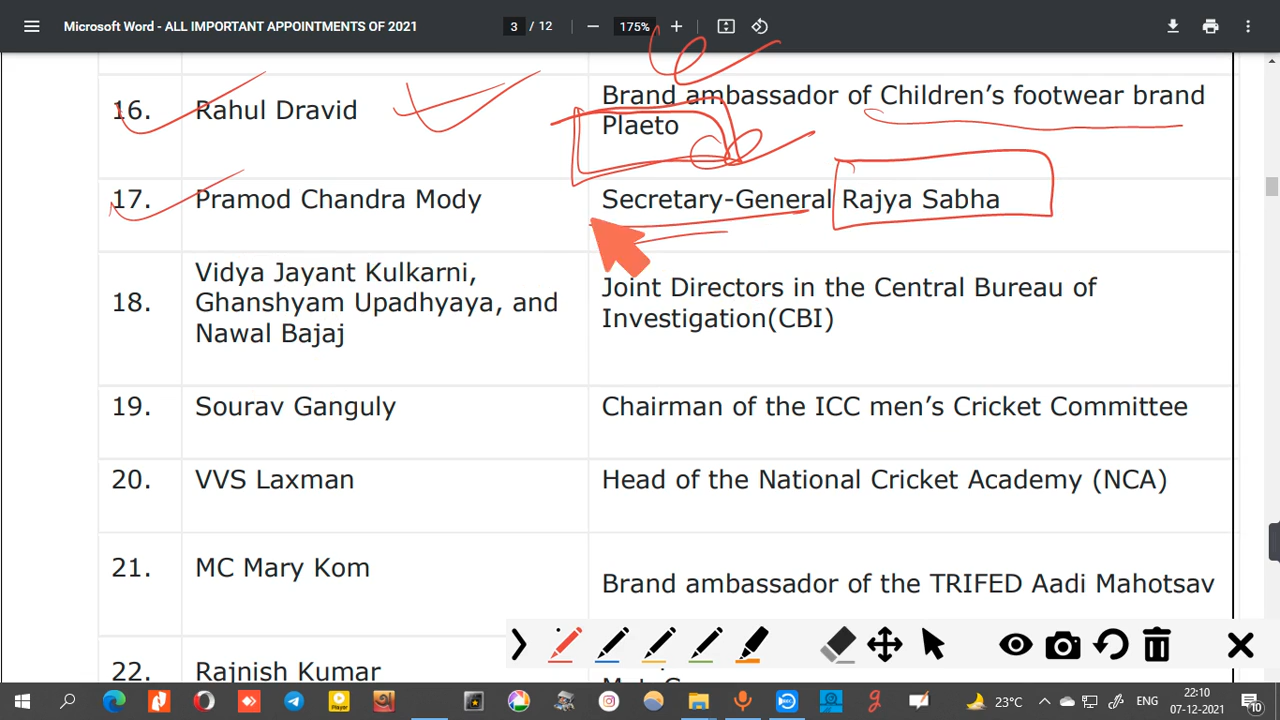 Microsoft Word - ALL IMPORTANT APPOINTMENTS OF 2021
3 / 12
175%
16.
Rahul Dravid
Brand ambassador of Children's footwear brand
Plaeto
17.
Pramod Chandra Mody
Secretary-General Rajya Sabha
18.
Vidya Jayant Kulkarni,
Ghanshyam Upadhyaya, and
Nawal Bajaj
Joint Directors in the Central Bureau of
Investigation(CBI)
19.
Sourav Ganguly
Chairman of the ICC men's Cricket Committee
20.
VVS Laxman
Head of the National Cricket Academy (NCA)
21.
MC Mary Kom
Brand ambassador of the TRIFED Aadi Mahotsav
22.
Rajnish Kumar
Player
23°C
ENG
22:10
07-12-2021
10